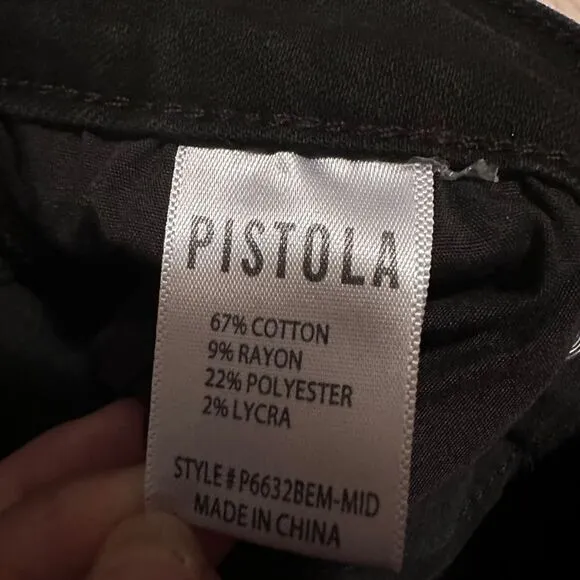 PISTOLA
67% COTTON
9% RAYON
22% POLYESTER
2% LYCRA
STYLE# P6632BEM-MID
MADE IN CHINA